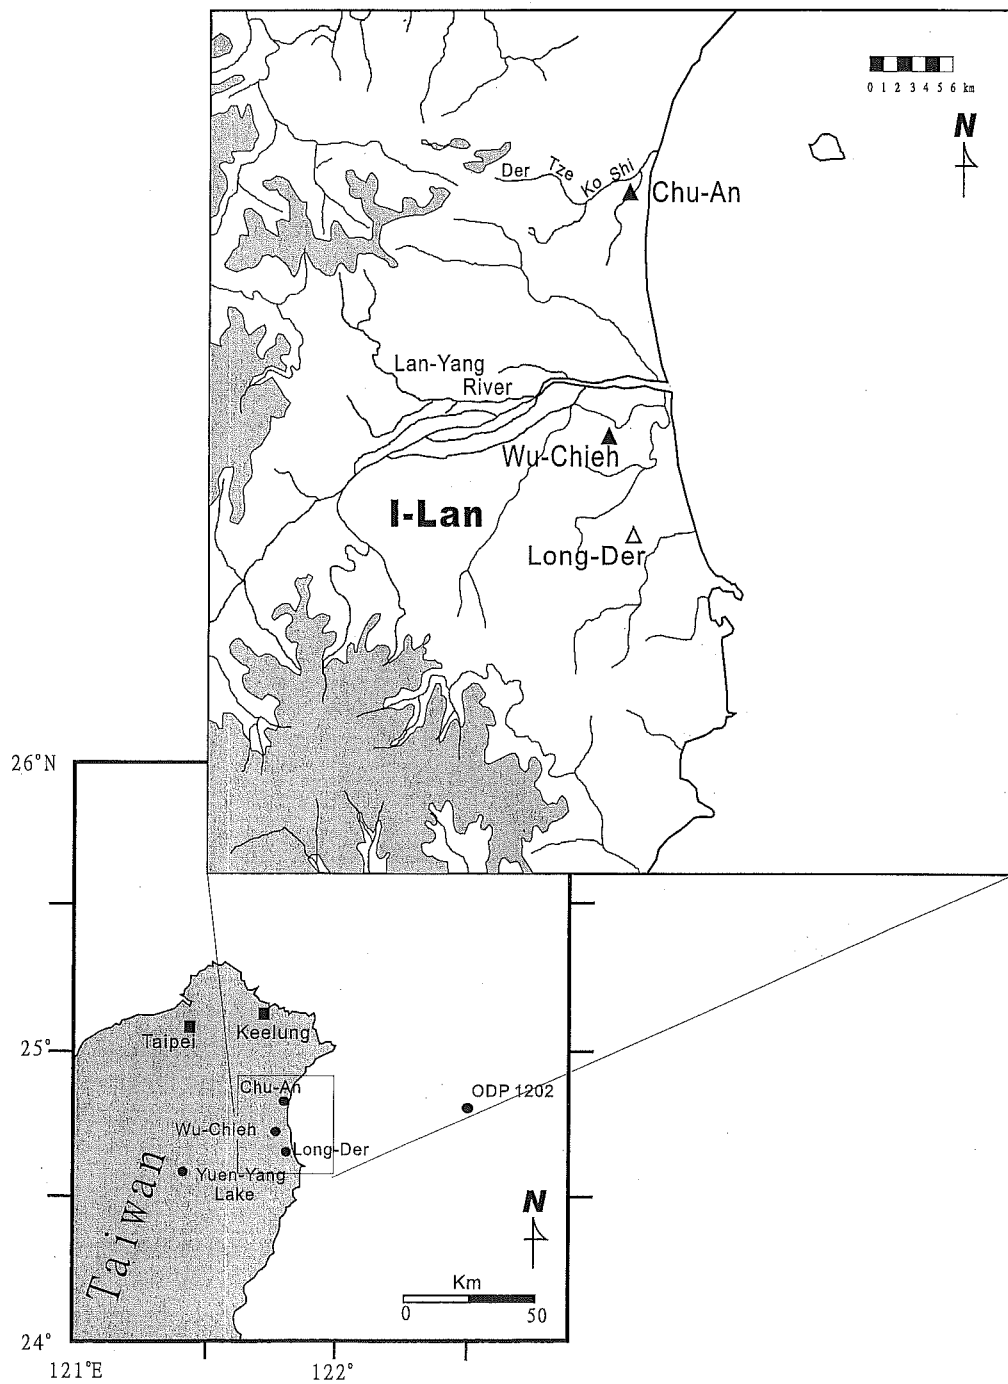 0 1 2 3 4 5 6 km
N
Der Tze Ko Shi
Chu-An
Lan-Yang
River
Wu-Chieh
I-Lan
Long-Der
26°N
Taipei
Keelung
25°
Chu-An
ODP 1202
Wu-Chieh
Long-Der
Yuen-Yang
Lake
Taiwan
N
Km
0 50
24°
121°E 122°